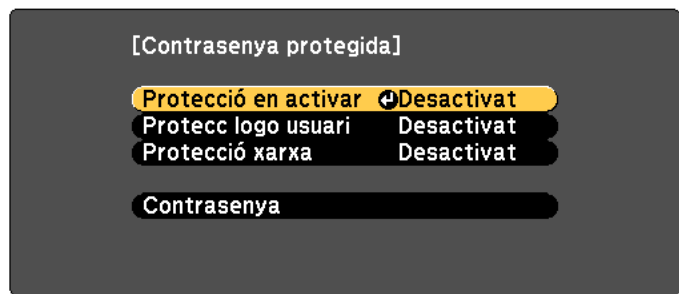 [Contrasenya protegida]
Protecció en activar Desactivat
Protecc logo usuari Desactivat
Protecció xarxa Desactivat
Contrasenya